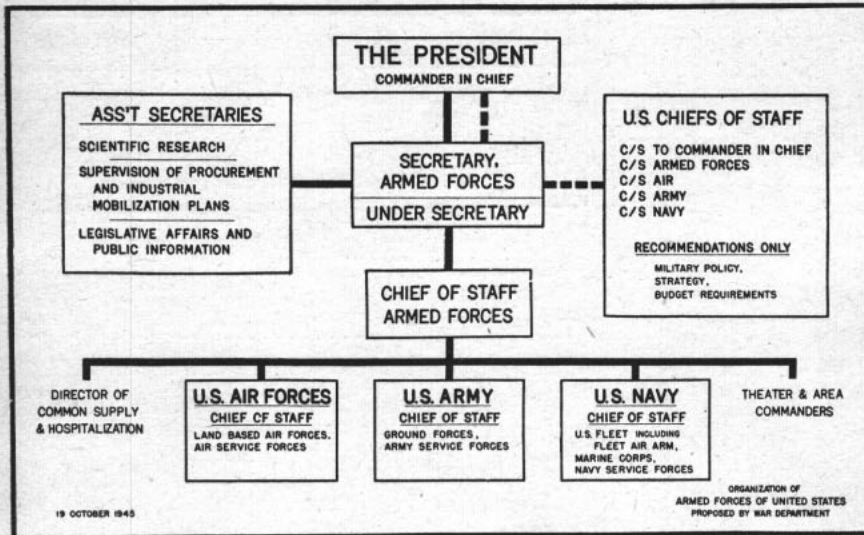 THE PRESIDENT
COMMANDER IN CHIEF
ASS'T SECRETARIES
SCIENTIFIC RESEARCH
SUPERVISION OF PROCUREMENT
AND INDUSTRIAL
MOBILIZATION PLANS
LEGISLATIVE AFFAIRS AND
PUBLIC INFORMATION
SECRETARY,
ARMED FORCES
UNDER SECRETARY
U.S. CHIEFS OF STAFF
C/S TO COMMANDER IN CHIEF
C/S ARMED FORCES
C/S AIR
C/S ARMY
C/S NAVY
RECOMMENDATIONS ONLY
MILITARY POLICY,
STRATEGY,
BUDGET REQUIREMENTS
CHIEF OF STAFF
ARMED FORCES
DIRECTOR OF
COMMON SUPPLY
& HOSPITALIZATION
U.S. AIR FORCES
CHIEF OF STAFF
LAND BASED AIR FORCES.
AIR SERVICE FORCES
U.S. ARMY
CHIEF OF STAFF
GROUND FORCES,
ARMY SERVICE FORCES
U.S. NAVY
CHIEF OF STAFF
U.S. FLEET INCLUDING
FLEET AIR ARM,
MARINE CORPS,
NAVY SERVICE FORCES
THEATER & AREA
COMMANDERS
19 OCTOBER 1945
ORGANIZATION OF
ARMED FORCES OF UNITED STATES
PROPOSED BY WAR DEPARTMENT